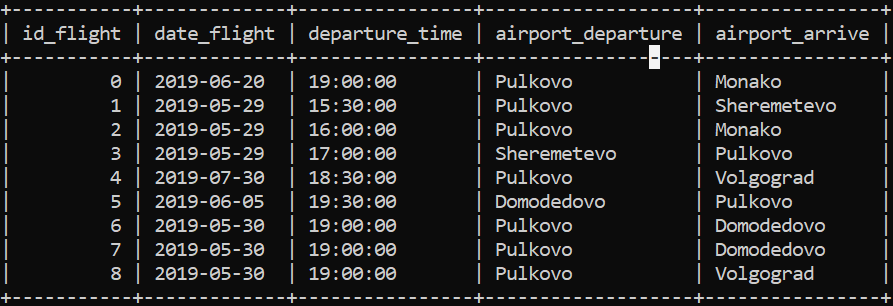 +-----------+-------------+----------------+-------------------+----------------+
| id_flight | date_flight | departure_time | airport_departure | airport_arrive |
+-----------+-------------+----------------+-------------------+----------------+
|         0 | 2019-06-20  | 19:00:00       | Pulkovo           | Monako         |
|         1 | 2019-05-29  | 15:30:00       | Pulkovo           | Sheremetevo    |
|         2 | 2019-05-29  | 16:00:00       | Pulkovo           | Monako         |
|         3 | 2019-05-29  | 17:00:00       | Sheremetevo       | Pulkovo        |
|         4 | 2019-07-30  | 18:30:00       | Pulkovo           | Volgograd      |
|         5 | 2019-06-05  | 19:30:00       | Domodedovo        | Pulkovo        |
|         6 | 2019-05-30  | 19:00:00       | Pulkovo           | Domodedovo     |
|         7 | 2019-05-30  | 19:00:00       | Pulkovo           | Domodedovo     |
|         8 | 2019-05-30  | 19:00:00       | Pulkovo           | Volgograd      |
+-----------+-------------+----------------+-------------------+----------------+